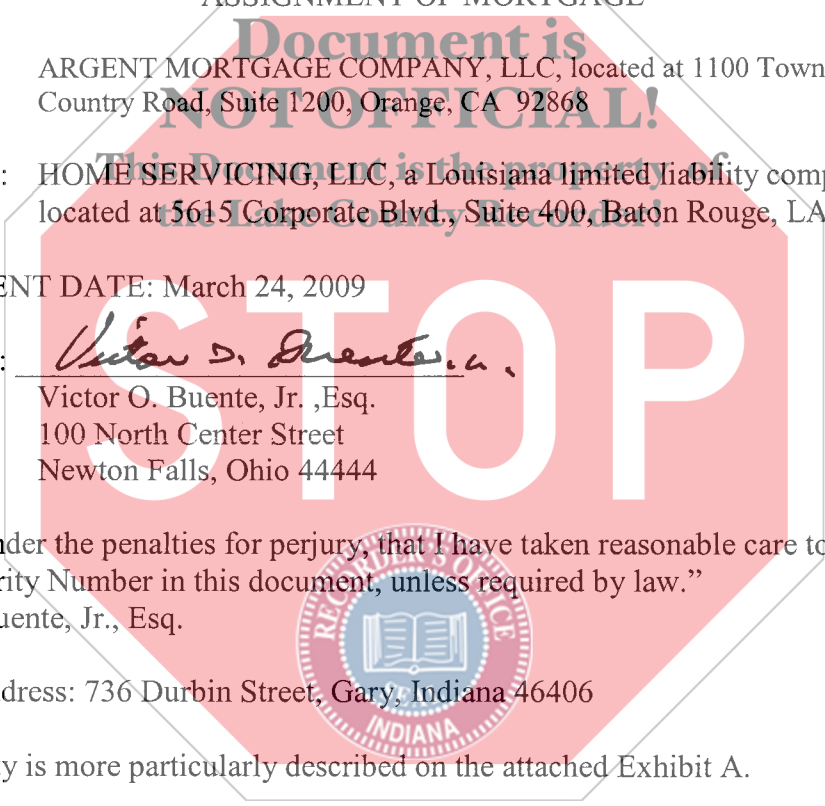 ASSIGNMENT OF MORTGAGE
Document is
ARGENT MORTGAGE COMPANY, LLC, located at 1100 Town
Country Road, Suite 1200, Orange, CA 92868
NOT OFFICIAL!
This Document is the property of
: HOME SERVICING, LLC, a Louisiana limited liability comp
located at 5615 Corporate Blvd., Suite 400, Baton Rouge, LA
the Lake County Recorder!
ENT DATE: March 24, 2009
STOP
:
Victor O. Buente, Jr. ,Esq.
100 North Center Street
Newton Falls, Ohio 44444
nder the penalties for perjury, that I have taken reasonable care to
rity Number in this document, unless required by law.”
uente, Jr., Esq.
RECORDER'S OFFICE
SEAL
INDIANA
dress: 736 Durbin Street, Gary, Indiana 46406
y is more particularly described on the attached Exhibit A.